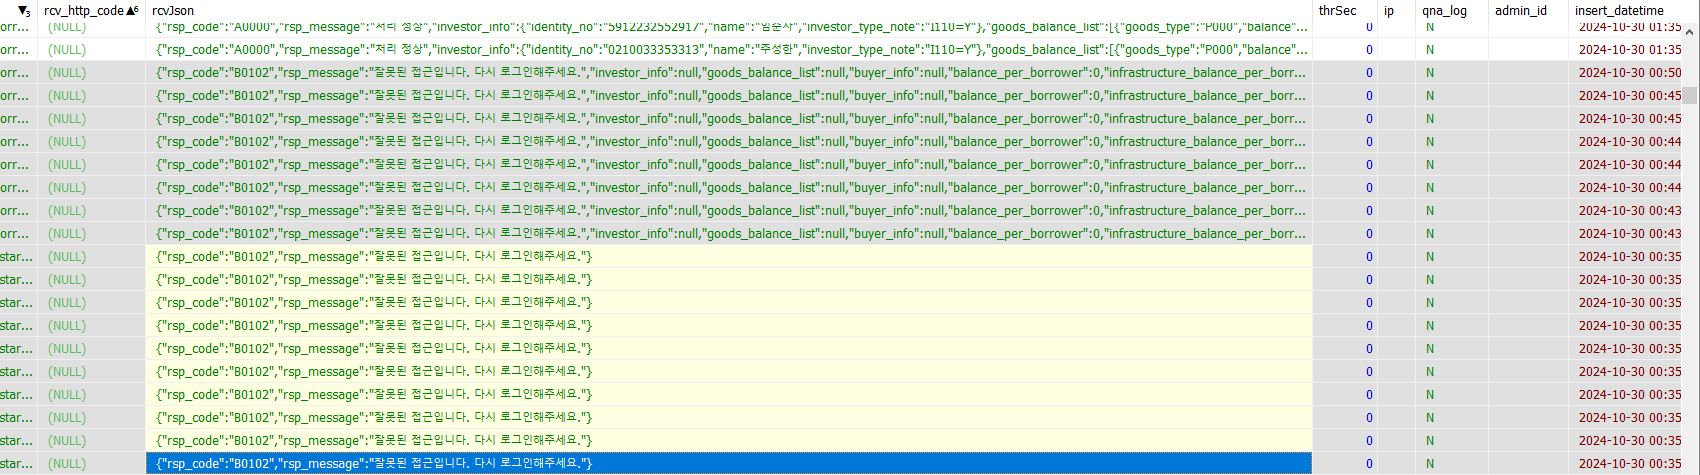 ▼3 rcv_http_code ▲6 rcvJson thrSec ip qna_log admin_id insert_datetime
orr... (NULL) {"rsp_code":"A0000","rsp_message":"처리 정상","investor_info":{"identity_no":"5912232552917","name":"임순자","investor_type_note":"I110=Y"},"goods_balance_list":[{"goods_type":"P000","balance"... 0 N 2024-10-30 01:35
orr... (NULL) {"rsp_code":"A0000","rsp_message":"처리 정상","investor_info":{"identity_no":"0210033353313","name":"주성한","investor_type_note":"I110=Y"},"goods_balance_list":[{"goods_type":"P000","balance"... 0 N 2024-10-30 01:35
orr... (NULL) {"rsp_code":"B0102","rsp_message":"잘못된 접근입니다. 다시 로그인해주세요.","investor_info":null,"goods_balance_list":null,"buyer_info":null,"balance_per_borrower":0,"infrastructure_balance_per_borr... 0 N 2024-10-30 00:50
orr... (NULL) {"rsp_code":"B0102","rsp_message":"잘못된 접근입니다. 다시 로그인해주세요.","investor_info":null,"goods_balance_list":null,"buyer_info":null,"balance_per_borrower":0,"infrastructure_balance_per_borr... 0 N 2024-10-30 00:45
orr... (NULL) {"rsp_code":"B0102","rsp_message":"잘못된 접근입니다. 다시 로그인해주세요.","investor_info":null,"goods_balance_list":null,"buyer_info":null,"balance_per_borrower":0,"infrastructure_balance_per_borr... 0 N 2024-10-30 00:45
orr... (NULL) {"rsp_code":"B0102","rsp_message":"잘못된 접근입니다. 다시 로그인해주세요.","investor_info":null,"goods_balance_list":null,"buyer_info":null,"balance_per_borrower":0,"infrastructure_balance_per_borr... 0 N 2024-10-30 00:44
orr... (NULL) {"rsp_code":"B0102","rsp_message":"잘못된 접근입니다. 다시 로그인해주세요.","investor_info":null,"goods_balance_list":null,"buyer_info":null,"balance_per_borrower":0,"infrastructure_balance_per_borr... 0 N 2024-10-30 00:44
orr... (NULL) {"rsp_code":"B0102","rsp_message":"잘못된 접근입니다. 다시 로그인해주세요.","investor_info":null,"goods_balance_list":null,"buyer_info":null,"balance_per_borrower":0,"infrastructure_balance_per_borr... 0 N 2024-10-30 00:44
orr... (NULL) {"rsp_code":"B0102","rsp_message":"잘못된 접근입니다. 다시 로그인해주세요.","investor_info":null,"goods_balance_list":null,"buyer_info":null,"balance_per_borrower":0,"infrastructure_balance_per_borr... 0 N 2024-10-30 00:43
orr... (NULL) {"rsp_code":"B0102","rsp_message":"잘못된 접근입니다. 다시 로그인해주세요.","investor_info":null,"goods_balance_list":null,"buyer_info":null,"balance_per_borrower":0,"infrastructure_balance_per_borr... 0 N 2024-10-30 00:43
star... (NULL) {"rsp_code":"B0102","rsp_message":"잘못된 접근입니다. 다시 로그인해주세요."} 0 N 2024-10-30 00:35
star... (NULL) {"rsp_code":"B0102","rsp_message":"잘못된 접근입니다. 다시 로그인해주세요."} 0 N 2024-10-30 00:35
star... (NULL) {"rsp_code":"B0102","rsp_message":"잘못된 접근입니다. 다시 로그인해주세요."} 0 N 2024-10-30 00:35
star... (NULL) {"rsp_code":"B0102","rsp_message":"잘못된 접근입니다. 다시 로그인해주세요."} 0 N 2024-10-30 00:35
star... (NULL) {"rsp_code":"B0102","rsp_message":"잘못된 접근입니다. 다시 로그인해주세요."} 0 N 2024-10-30 00:35
star... (NULL) {"rsp_code":"B0102","rsp_message":"잘못된 접근입니다. 다시 로그인해주세요."} 0 N 2024-10-30 00:35
star... (NULL) {"rsp_code":"B0102","rsp_message":"잘못된 접근입니다. 다시 로그인해주세요."} 0 N 2024-10-30 00:35
star... (NULL) {"rsp_code":"B0102","rsp_message":"잘못된 접근입니다. 다시 로그인해주세요."} 0 N 2024-10-30 00:35
star... (NULL) {"rsp_code":"B0102","rsp_message":"잘못된 접근입니다. 다시 로그인해주세요."} 0 N 2024-10-30 00:35
star... (NULL) {"rsp_code":"B0102","rsp_message":"잘못된 접근입니다. 다시 로그인해주세요."} 0 N 2024-10-30 00:35